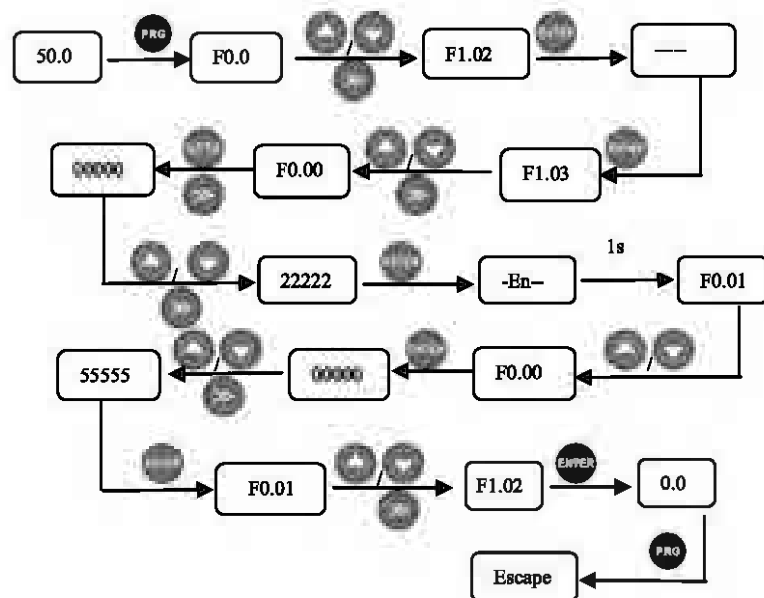 50.0 PRG F0.0 F1.02 ——
00000 F0.00 F1.03
1s
22222 -En-- F0.01
55555 00000 F0.00
F0.01 F1.02 ENTER 0.0
PRG
Escape